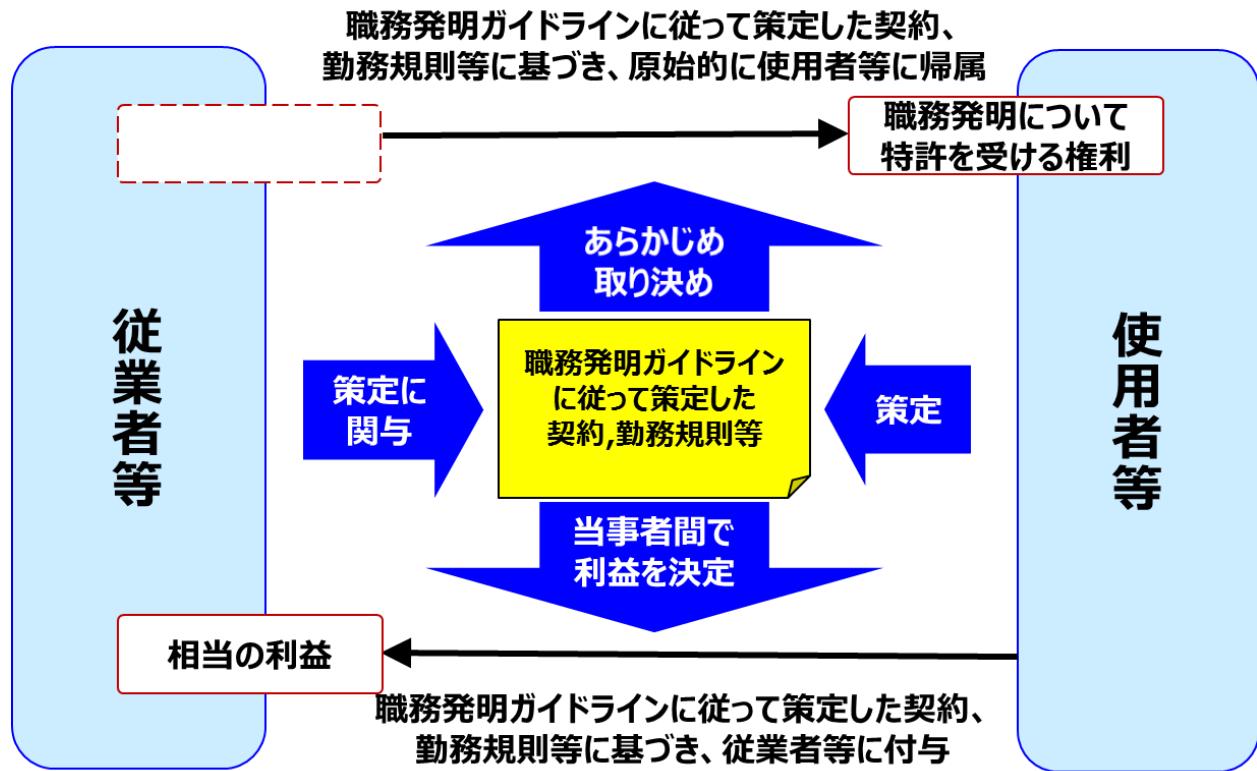 職務発明ガイドラインに従って策定した契約、
勤務規則等に基づき、原始的に使用者等に帰属
職務発明について
特許を受ける権利
あらかじめ
取り決め
従業者等
策定に
関与
職務発明ガイドライン
に従って策定した
契約,勤務規則等
策定
使用者等
当事者間で
利益を決定
相当の利益
職務発明ガイドラインに従って策定した契約、
勤務規則等に基づき、従業者等に付与